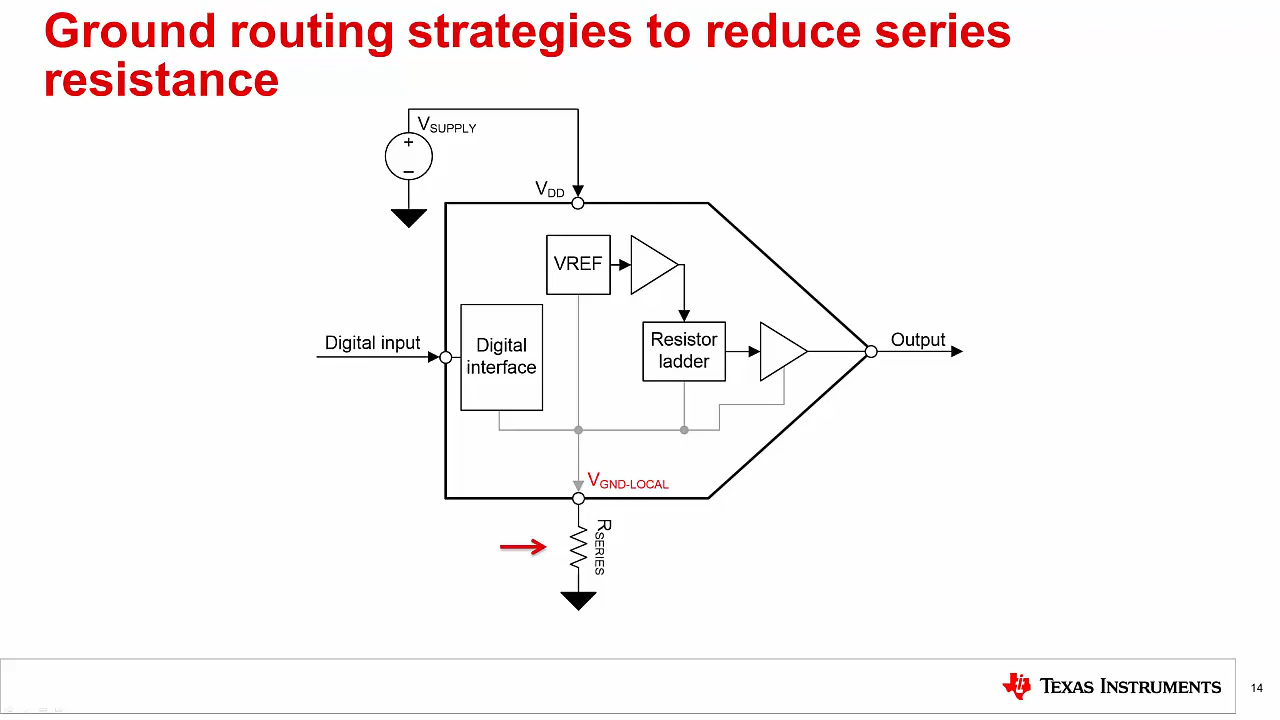 Ground routing strategies to reduce series
resistance
VSUPPLY
+
−
VDD
VREF
Digital input
Digital
interface
Resistor
ladder
Output
VGND-LOCAL
RSERIES
TEXAS INSTRUMENTS
14